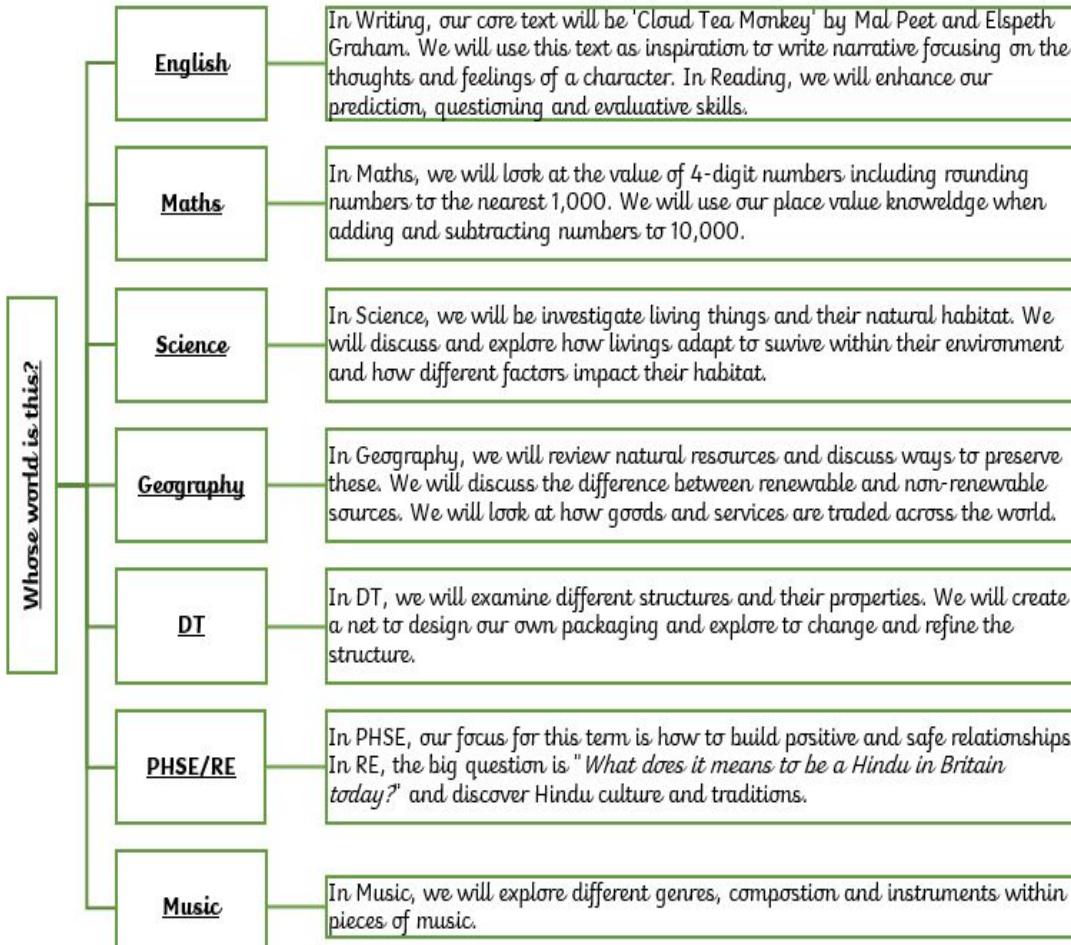 Whose world is this?
English
In Writing, our core text will be 'Cloud Tea Monkey' by Mal Peet and Elspeth
Graham. We will use this text as inspiration to write narrative focusing on the
thoughts and feelings of a character. In Reading, we will enhance our
prediction, questioning and evaluative skills.
Maths
In Maths, we will look at the value of 4-digit numbers including rounding
numbers to the nearest 1,000. We will use our place value knoweldge when
adding and subtracting numbers to 10,000.
Science
In Science, we will be investigate living things and their natural habitat. We
will discuss and explore how livings adapt to suvive within their environment
and how different factors impact their habitat.
Geography
In Geography, we will review natural resources and discuss ways to preserve
these. We will discuss the difference between renewable and non-renewable
sources. We will look at how goods and services are traded across the world.
DT
In DT, we will examine different structures and their properties. We will create
a net to design our own packaging and explore to change and refine the
structure.
PHSE/RE
In PHSE, our focus for this term is how to build positive and safe relationships
In RE, the big question is "What does it means to be a Hindu in Britain
today?" and discover Hindu culture and traditions.
Music
In Music, we will explore different genres, compostion and instruments within
pieces of music.